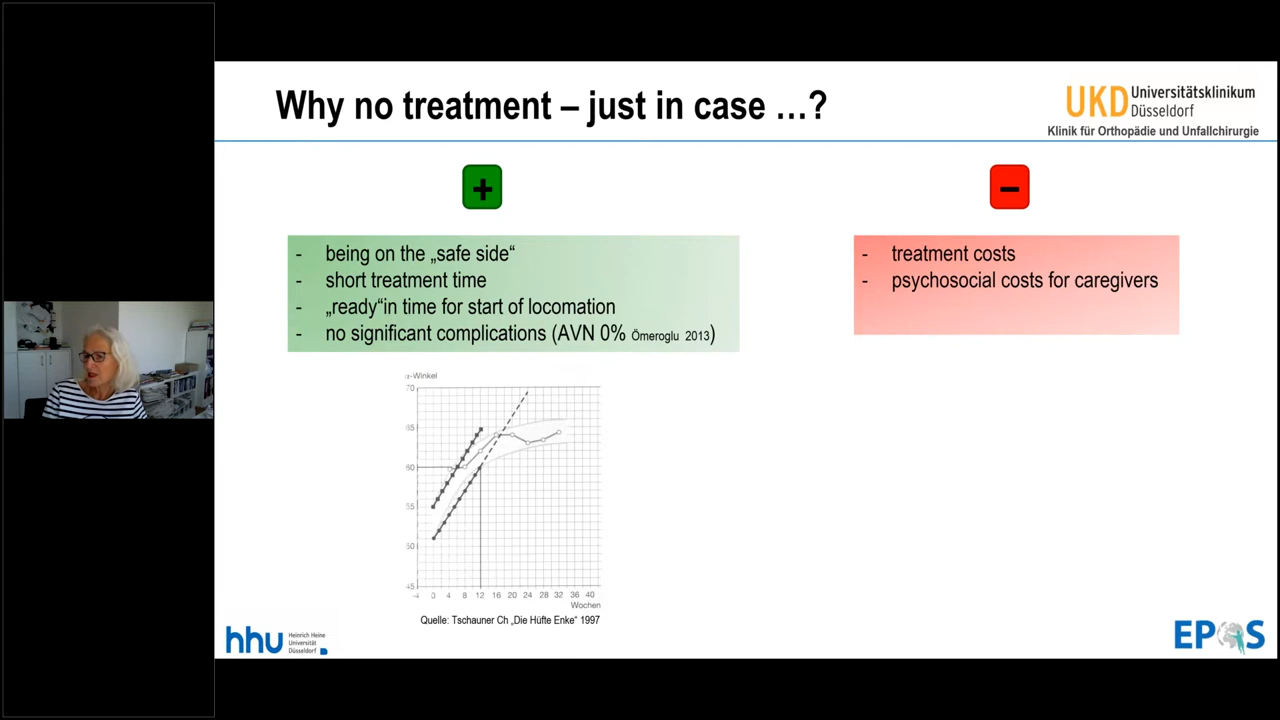 Why no treatment – just in case …?
UKD Universitätsklinikum
Düsseldorf
Klinik für Orthopädie und Unfallchirurgie
+
–
- being on the „safe side“
- short treatment time
- „ready“in time for start of locomation
- no significant complications (AVN 0% Ömeroglu 2013)
- treatment costs
- psychosocial costs for caregivers
α-Winkel
70
65
60
55
50
45
-4 0 4 8 12 16 20 24 28 32 36 40
Wochen
Quelle: Tschauner Ch „Die Hüfte Enke“ 1997
hhu Heinrich Heine
Universität
Düsseldorf
EPOS